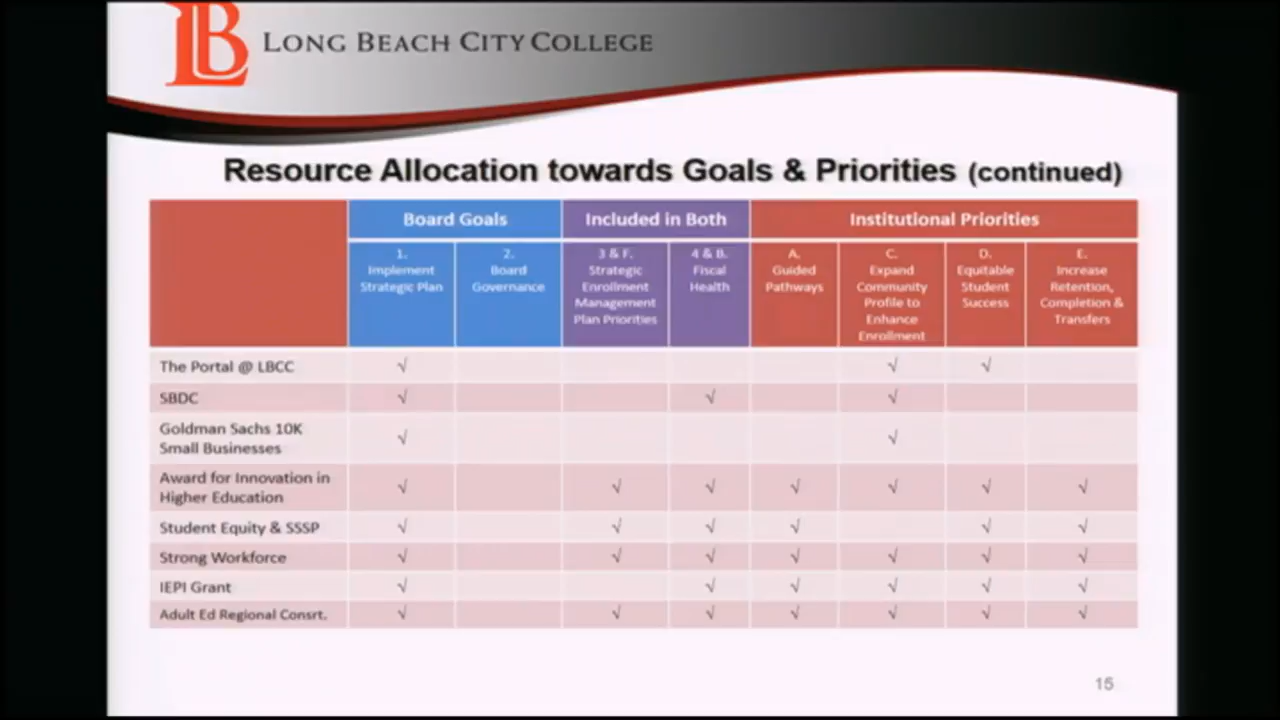 LB LONG BEACH CITY COLLEGE
Resource Allocation towards Goals & Priorities (continued)
Board Goals Included in Both Institutional Priorities
1. Implement Strategic Plan
2. Board Governance
3 & F. Strategic Enrollment Management Plan Priorities
4 & B. Fiscal Health
A. Guided Pathways
C. Expand Community Profile to Enhance Enrollment
D. Equitable Student Success
E. Increase Retention, Completion & Transfers
The Portal @ LBCC √ √ √
SBDC √ √ √
Goldman Sachs 10K
Small Businesses √ √
Award for Innovation in
Higher Education √ √ √ √ √ √ √
Student Equity & SSSP √ √ √ √ √ √
Strong Workforce √ √ √ √ √ √ √
IEPI Grant √ √ √ √ √ √
Adult Ed Regional Consrt. √ √ √ √ √ √ √
15